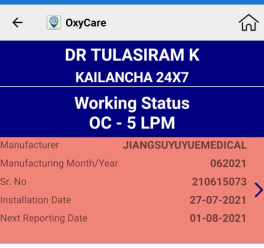 OxyCare
DR TULASIRAM K
KAILANCHA 24X7
Working Status
OC - 5 LPM
Manufacturer JIANGSUYUYUEMEDICAL
Manufacturing Month/Year 062021
Sr. No 210615073
Installation Date 27-07-2021
Next Reporting Date 01-08-2021